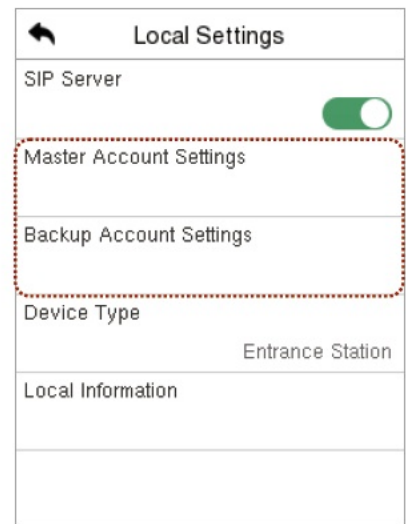 Local Settings
SIP Server
Master Account Settings
Backup Account Settings
Device Type
Entrance Station
Local Information